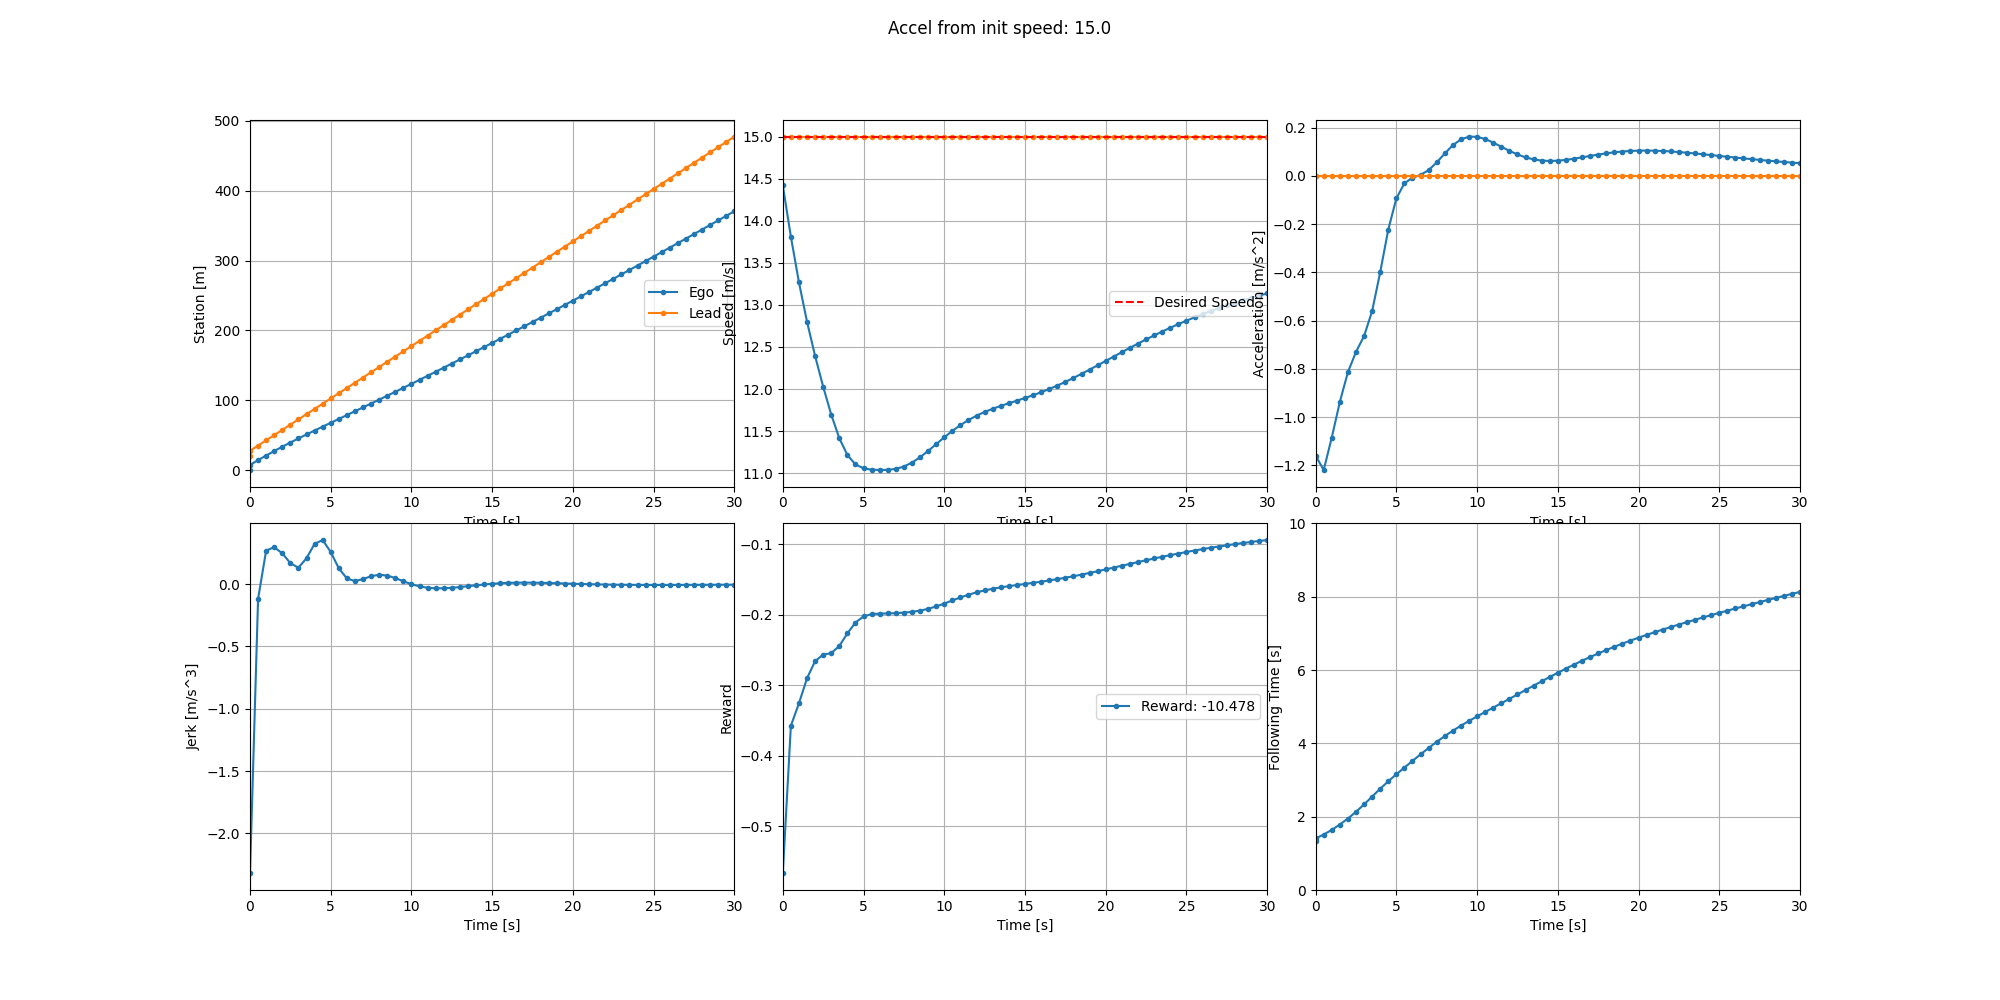 Accel from init speed: 15.0
500
400
300
200
100
0
Station [m]
0 5 10 15 20 25 30
Time [s]
Ego
Lead
15.0
14.5
14.0
13.5
13.0
12.5
12.0
11.5
11.0
Speed [m/s]
0 5 10 15 20 25 30
Time [s]
Desired Speed
0.2
0.0
−0.2
−0.4
−0.6
−0.8
−1.0
−1.2
Acceleration [m/s^2]
0 5 10 15 20 25 30
Time [s]
0.0
−0.5
−1.0
−1.5
−2.0
Jerk [m/s^3]
0 5 10 15 20 25 30
Time [s]
−0.1
−0.2
−0.3
−0.4
−0.5
Reward
0 5 10 15 20 25 30
Time [s]
Reward: -10.478
10
8
6
4
2
0
Following Time [s]
0 5 10 15 20 25 30
Time [s]